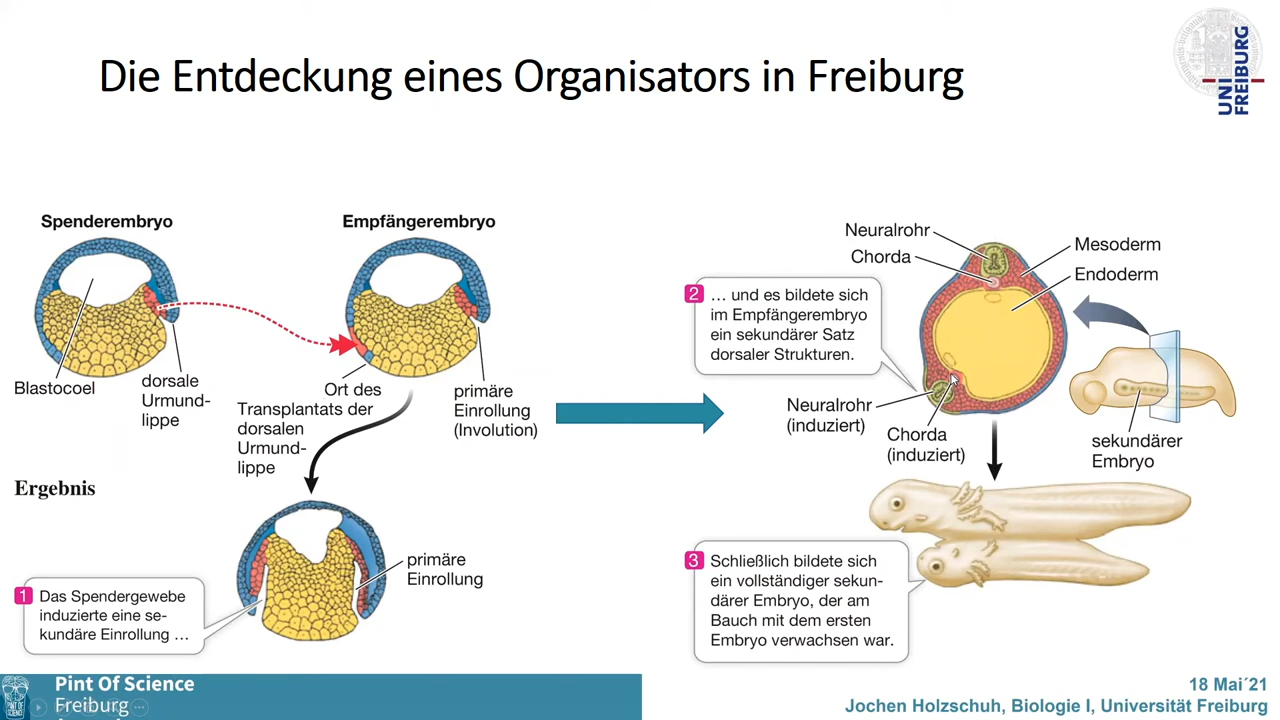 Die Entdeckung eines Organisators in Freiburg
UNI
FREIBURG
Spenderembryo
Empfängerembryo
Blastocoel
dorsale
Urmund-
lippe
Ort des
Transplantats der
dorsalen
Urmund-
lippe
primäre
Einrollung
(Involution)
Ergebnis
primäre
Einrollung
1 Das Spendergewebe
induzierte eine se-
kundäre Einrollung …
Neuralrohr
Chorda
Mesoderm
Endoderm
2 … und es bildete sich
im Empfängerembryo
ein sekundärer Satz
dorsaler Strukturen.
Neuralrohr
(induziert)
Chorda
(induziert)
sekundärer
Embryo
3 Schließlich bildete sich
ein vollständiger sekun-
därer Embryo, der am
Bauch mit dem ersten
Embryo verwachsen war.
PINT OF
SCIENCE
Pint Of Science
Freiburg
18 Mai´21
Jochen Holzschuh, Biologie I, Universität Freiburg